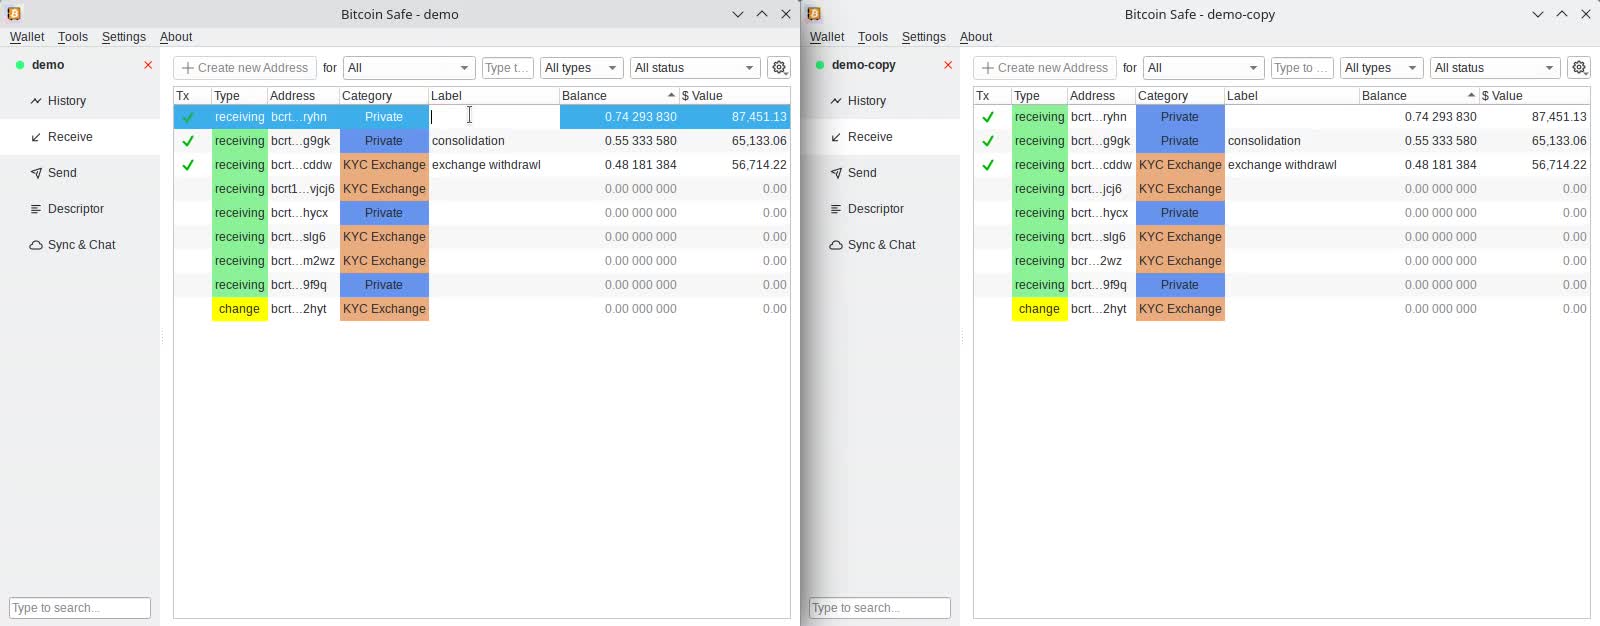 Bitcoin Safe - demo
Wallet Tools Settings About
demo
History
Receive
Send
Descriptor
Sync & Chat
Type to search...
Create new Address for All Type t... All types All status
Tx Type Address Category Label Balance $ Value
receiving bcrt...ryhn Private 0.74 293 830 87,451.13
receiving bcrt...g9gk Private consolidation 0.55 333 580 65,133.06
receiving bcrt...cddw KYC Exchange exchange withdrawl 0.48 181 384 56,714.22
receiving bcrt1...vjcj6 KYC Exchange 0.00 000 000 0.00
receiving bcrt...hycx Private 0.00 000 000 0.00
receiving bcrt...slg6 KYC Exchange 0.00 000 000 0.00
receiving bcrt...m2wz KYC Exchange 0.00 000 000 0.00
receiving bcrt...9f9q Private 0.00 000 000 0.00
change bcrt...2hyt KYC Exchange 0.00 000 000 0.00
Bitcoin Safe - demo-copy
Wallet Tools Settings About
demo-copy
History
Receive
Send
Descriptor
Sync & Chat
Type to search...
Create new Address for All Type to ... All types All status
Tx Type Address Category Label Balance $ Value
receiving bcrt...ryhn Private 0.74 293 830 87,451.13
receiving bcrt...g9gk Private consolidation 0.55 333 580 65,133.06
receiving bcrt...cddw KYC Exchange exchange withdrawl 0.48 181 384 56,714.22
receiving bcrt...jcj6 KYC Exchange 0.00 000 000 0.00
receiving bcrt...hycx Private 0.00 000 000 0.00
receiving bcrt...slg6 KYC Exchange 0.00 000 000 0.00
receiving bcr...2wz KYC Exchange 0.00 000 000 0.00
receiving bcrt...9f9q Private 0.00 000 000 0.00
change bcrt...2hyt KYC Exchange 0.00 000 000 0.00